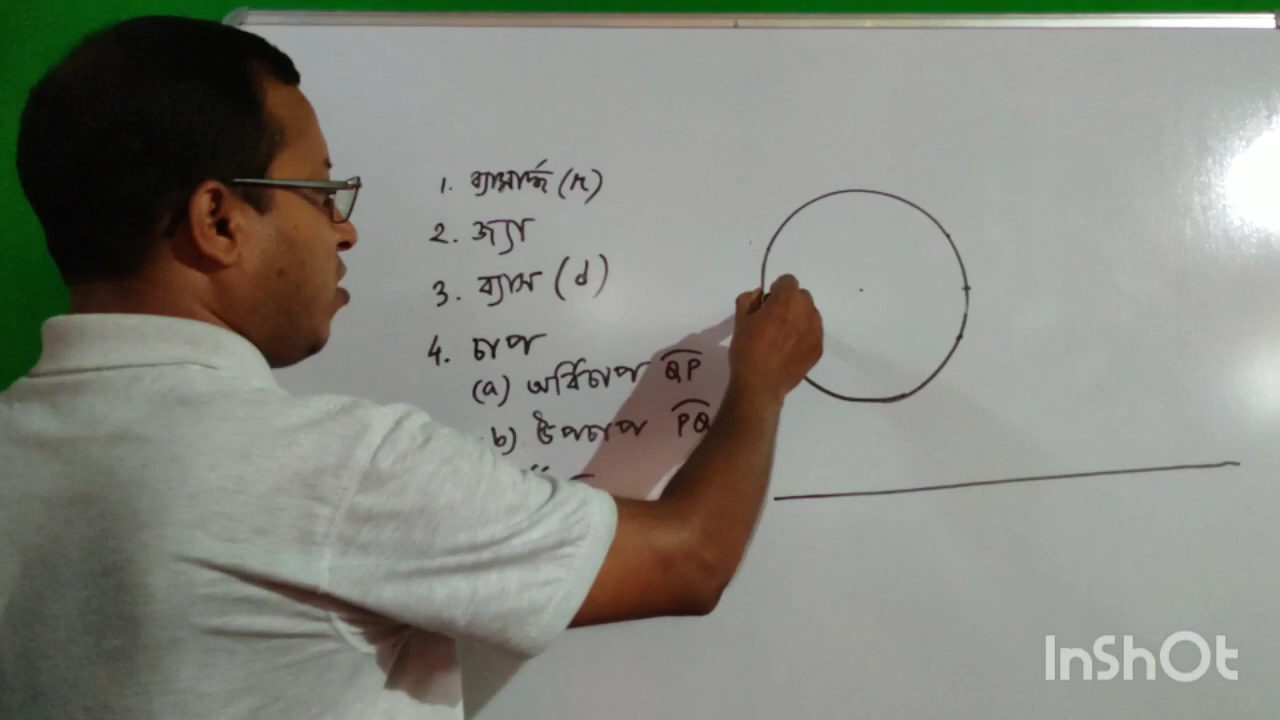 1. ব্যাসার্দ্ধ (r)
2. জ্যা
3. ব্যাস (d)
4. চাপ
(a) অধিচাপ QP
b) উপচাপ PQ
InShOt